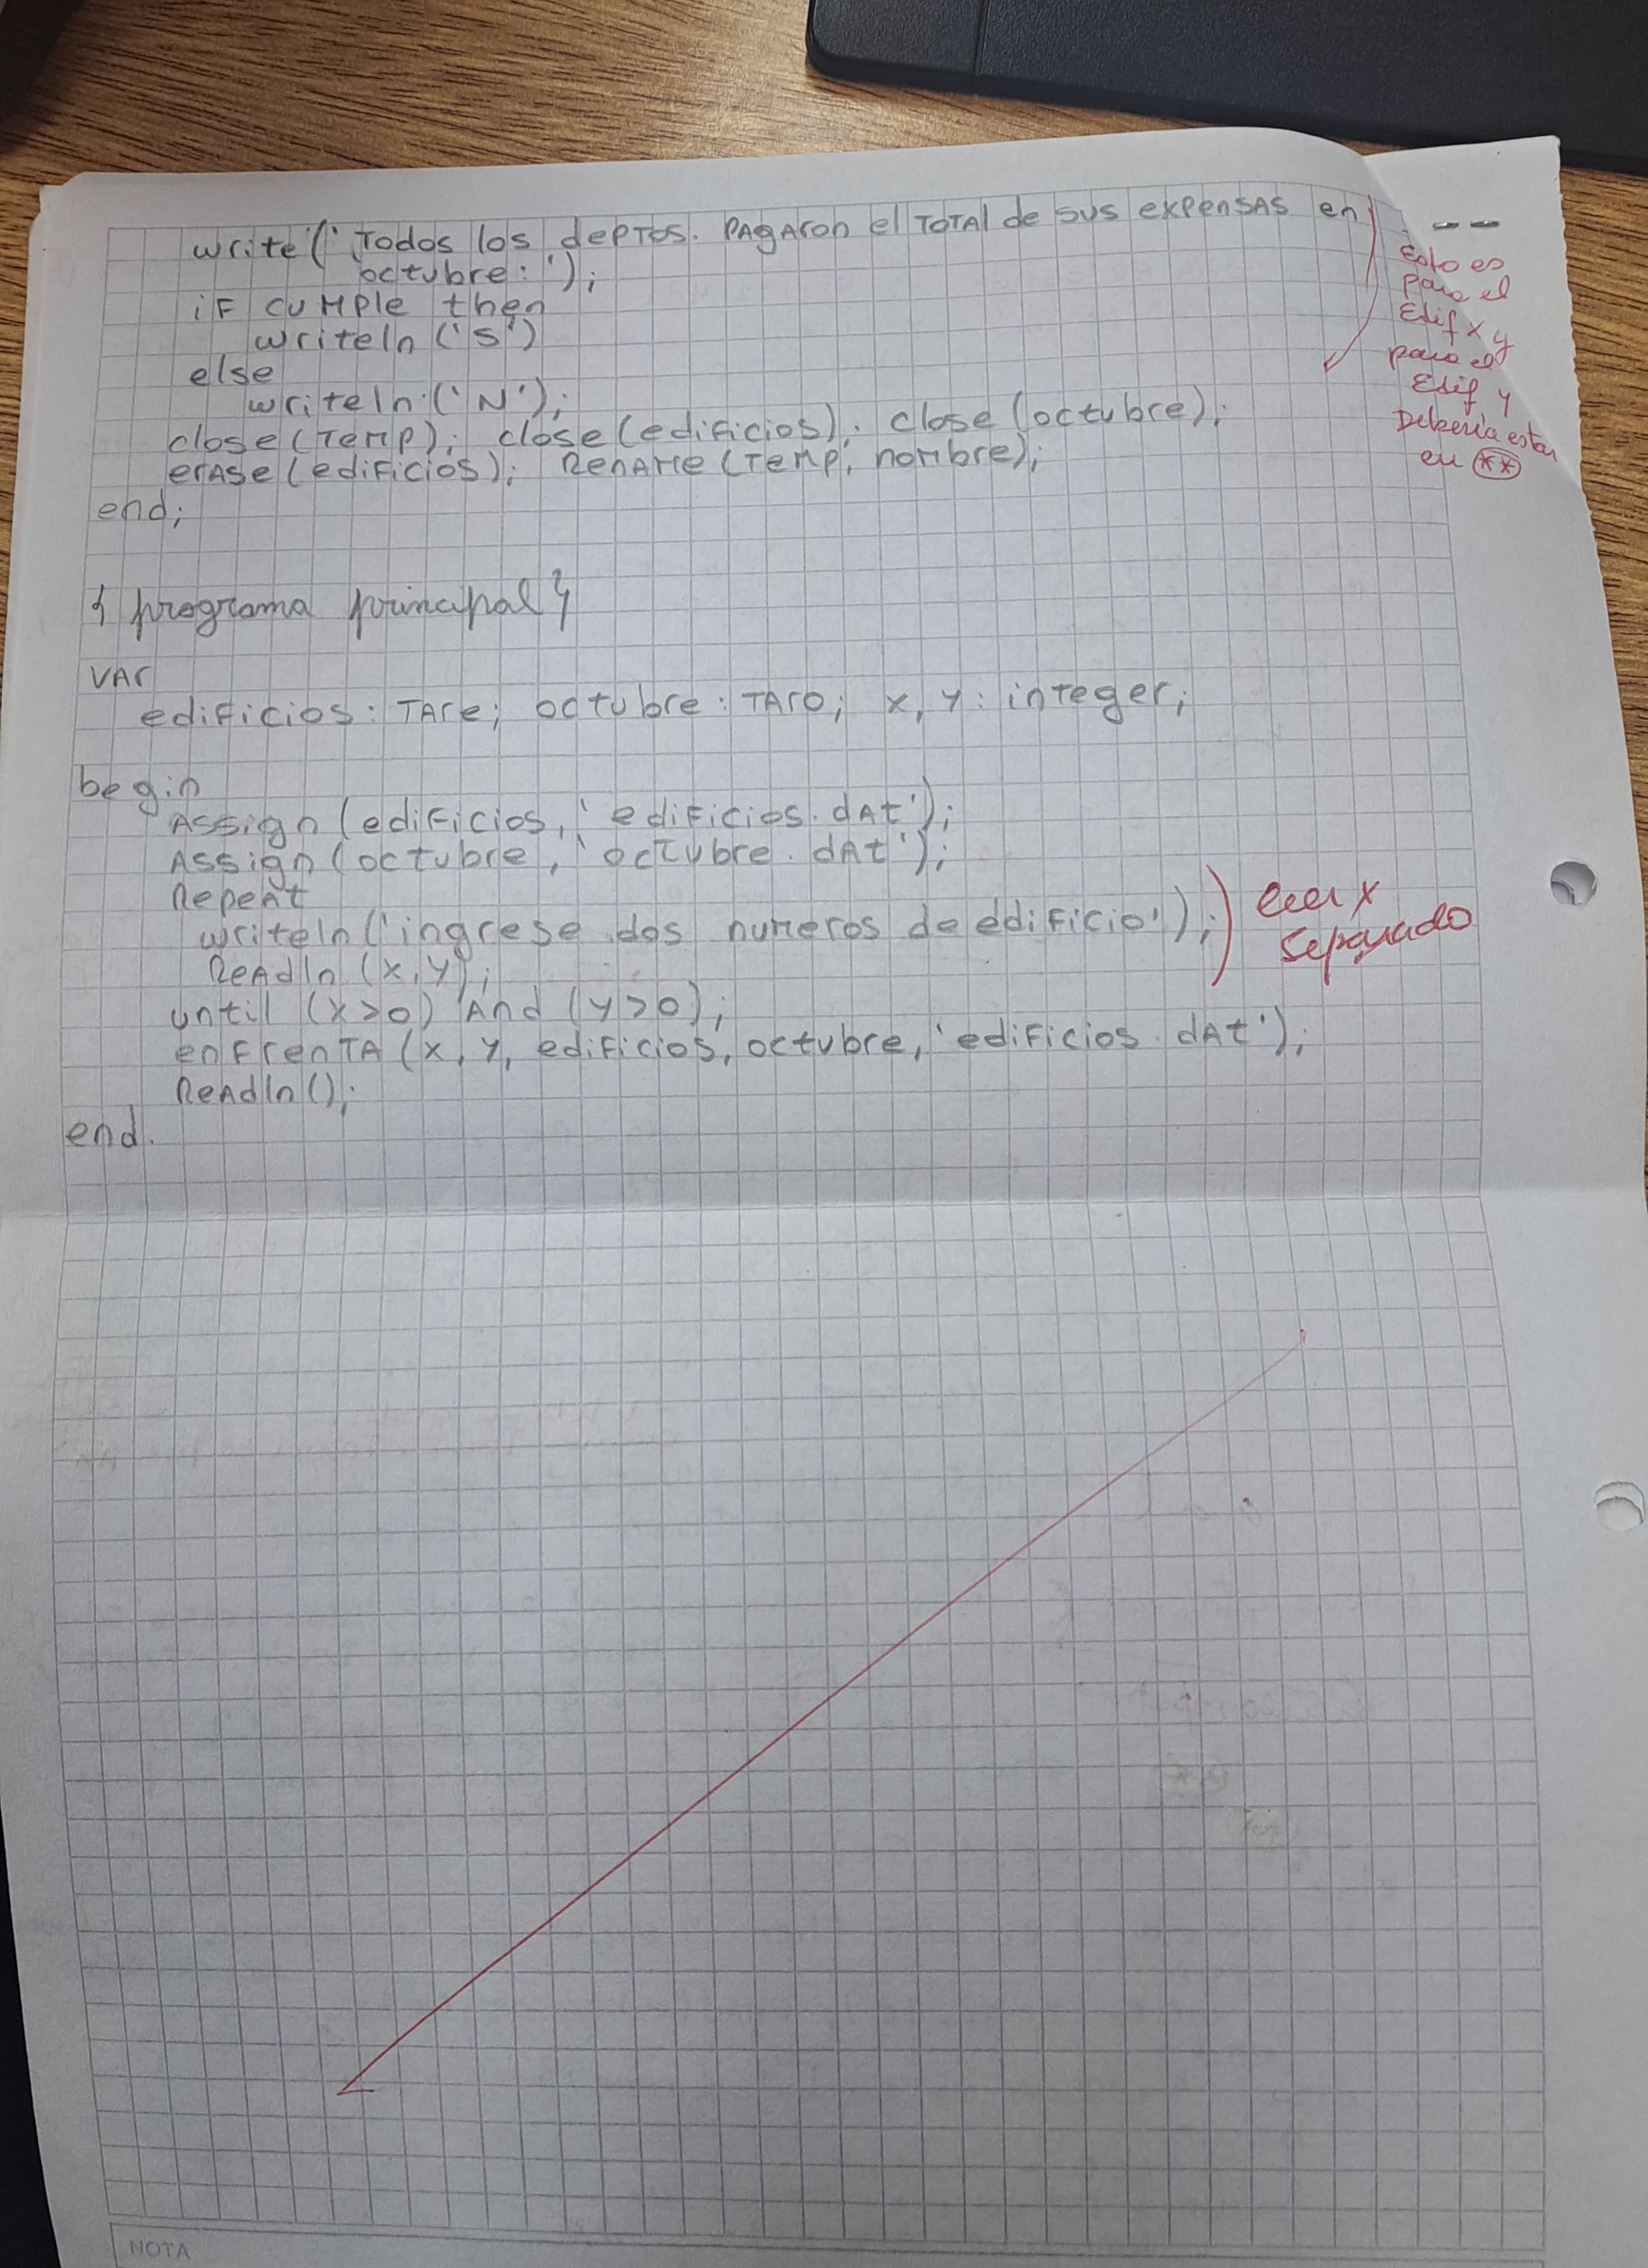 write('Todos los deptos. pagaron el total de sus expensas en
octubre:');
if cumple then
writeln('S')
else
writeln('N');
close(temp); close(edificios); close(octubre);
erase(edificios); Rename(temp, nombre);
end;
Esto es
para el
Edif x y
para el
Edif y
Debería estar
en **
{ programa principal }
var
edificios: TAre; octubre: TAro; x, y: integer;
begin
Assign(edificios, 'edificios.dat');
Assign(octubre, 'octubre.dat');
Repeat
writeln('ingrese dos numeros de edificio');
Readln(x, y);
until (x>0) And (y>0);
enfrenta(x, y, edificios, octubre, 'edificios.dat');
Readln();
end.
leer x
separado
NOTA